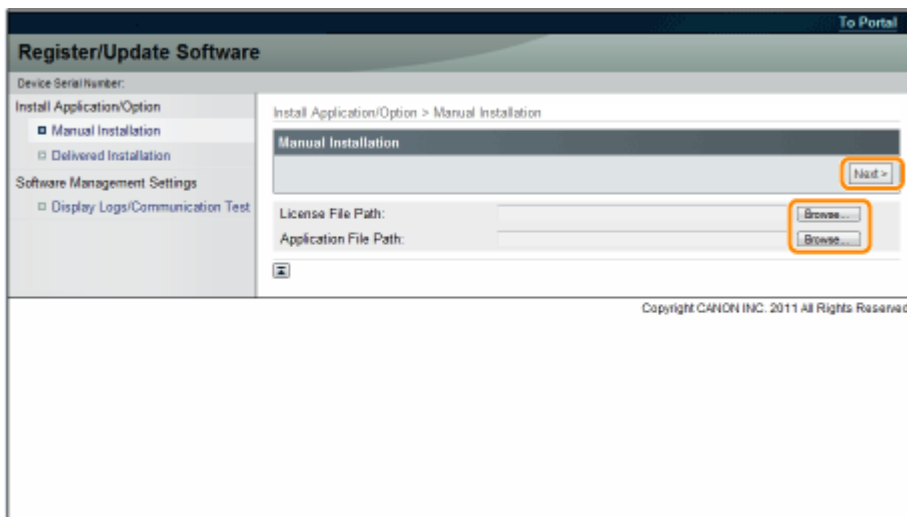 To Portal
Register/Update Software
Device Serial Number:
Install Application/Option
Manual Installation
Delivered Installation
Software Management Settings
Display Logs/Communication Test
Install Application/Option > Manual Installation
Manual Installation
Next >
License File Path: Browse...
Application File Path: Browse...
Copyright CANON INC. 2011 All Rights Reserved